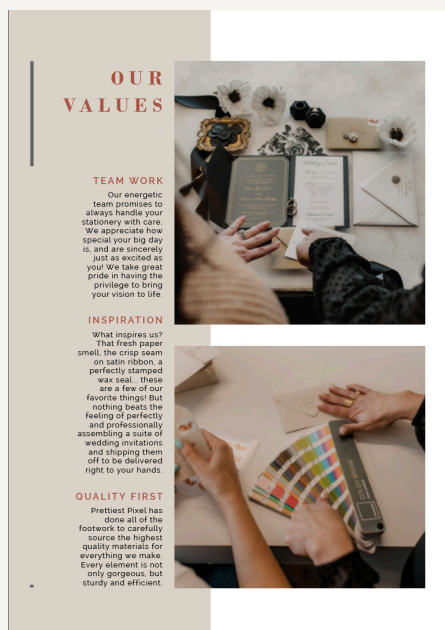 OUR
VALUES
TEAM WORK
Our energetic
team promises to
always handle your
stationery with care.
We appreciate how
special your big day
is, and are sincerely
just as excited as
you! We take great
pride in having the
privilege to bring
your vision to life.
INSPIRATION
What inspires us?
That fresh paper
smell, the crisp seam
on satin ribbon, a
perfectly stamped
wax seal... these
are a few of our
favorite things! But
nothing beats the
feeling of perfectly
and professionally
assembling a suite of
wedding invitations
and shipping them
off to be delivered
right to your hands.
QUALITY FIRST
Prettiest Pixel has
done all of the
footwork to carefully
source the highest
quality materials for
everything we make.
Every element is not
only gorgeous, but
sturdy and efficient.